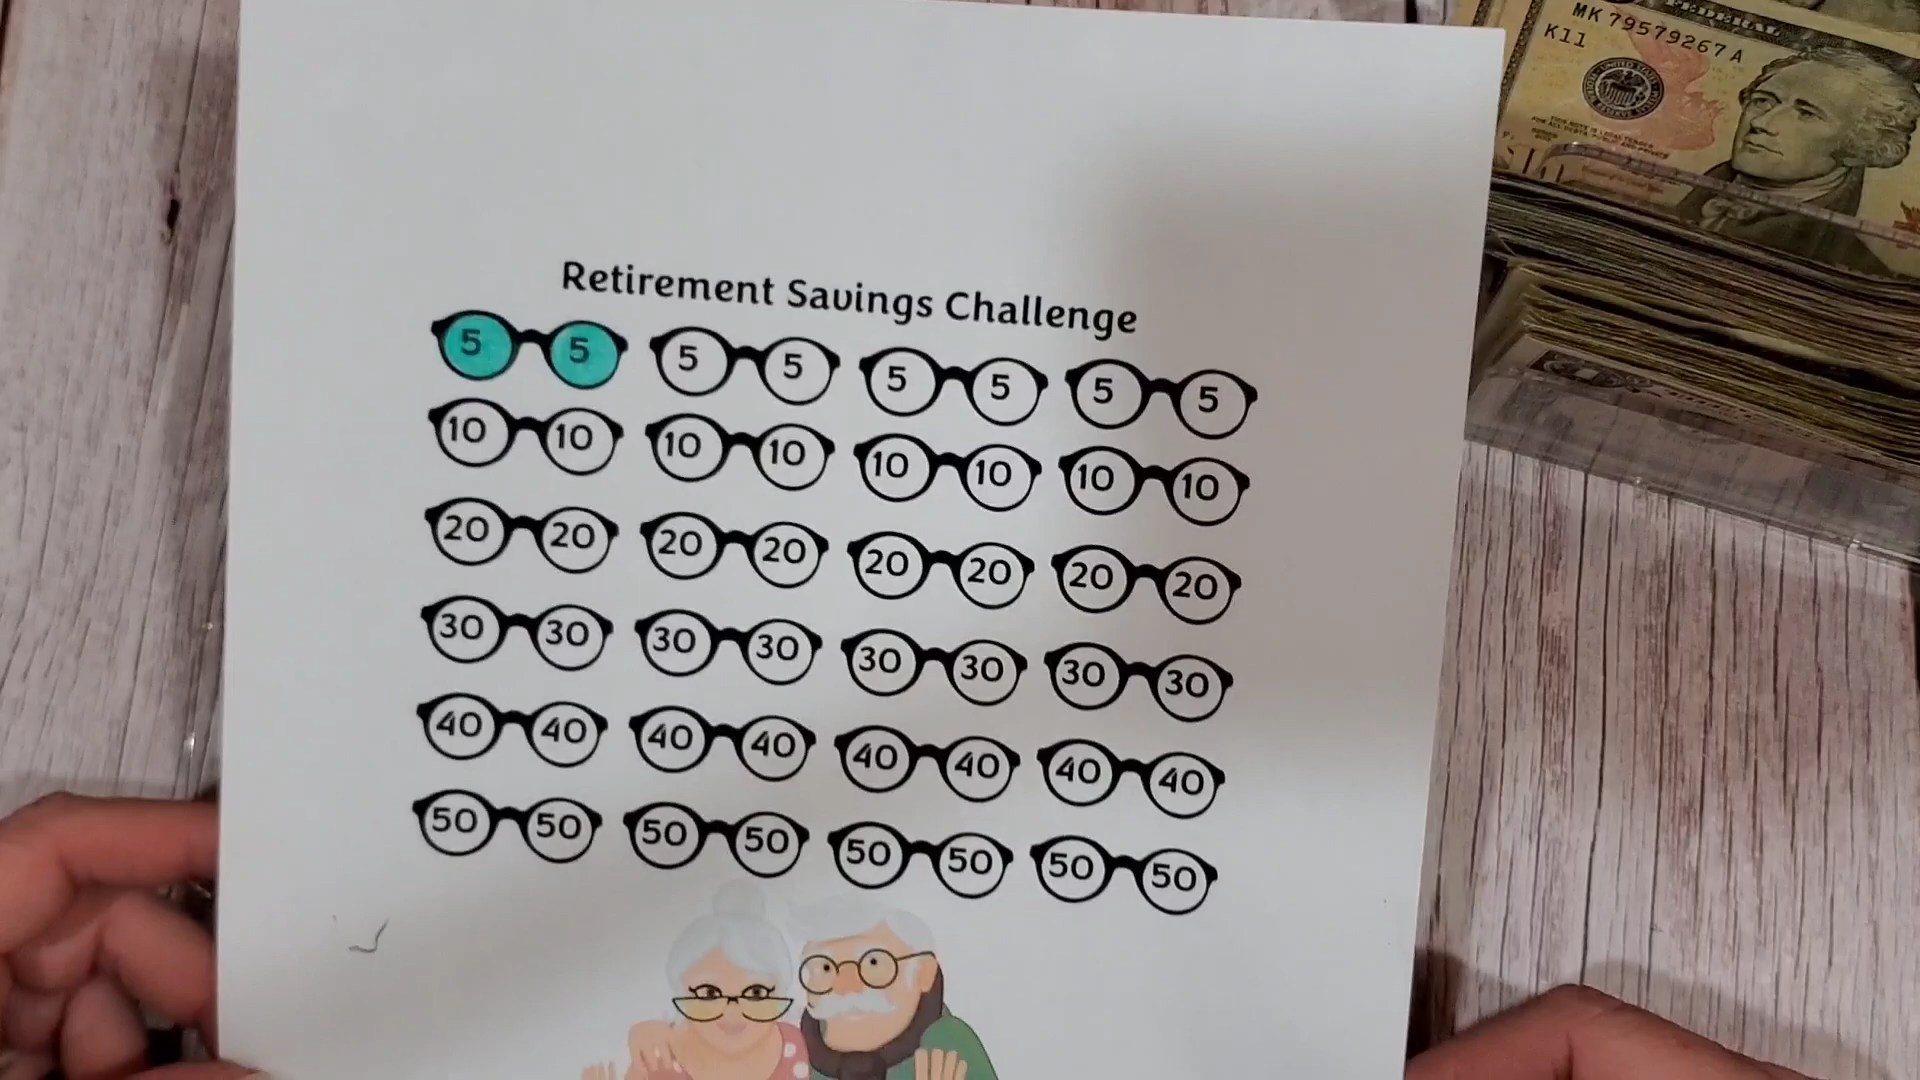 FEDERAL
MK 79579267 A
K11
Retirement Savings Challenge
5 5 5 5 5 5 5 5
10 10 10 10 10 10 10 10
20 20 20 20 20 20 20 20
30 30 30 30 30 30 30 30
40 40 40 40 40 40 40 40
50 50 50 50 50 50 50 50